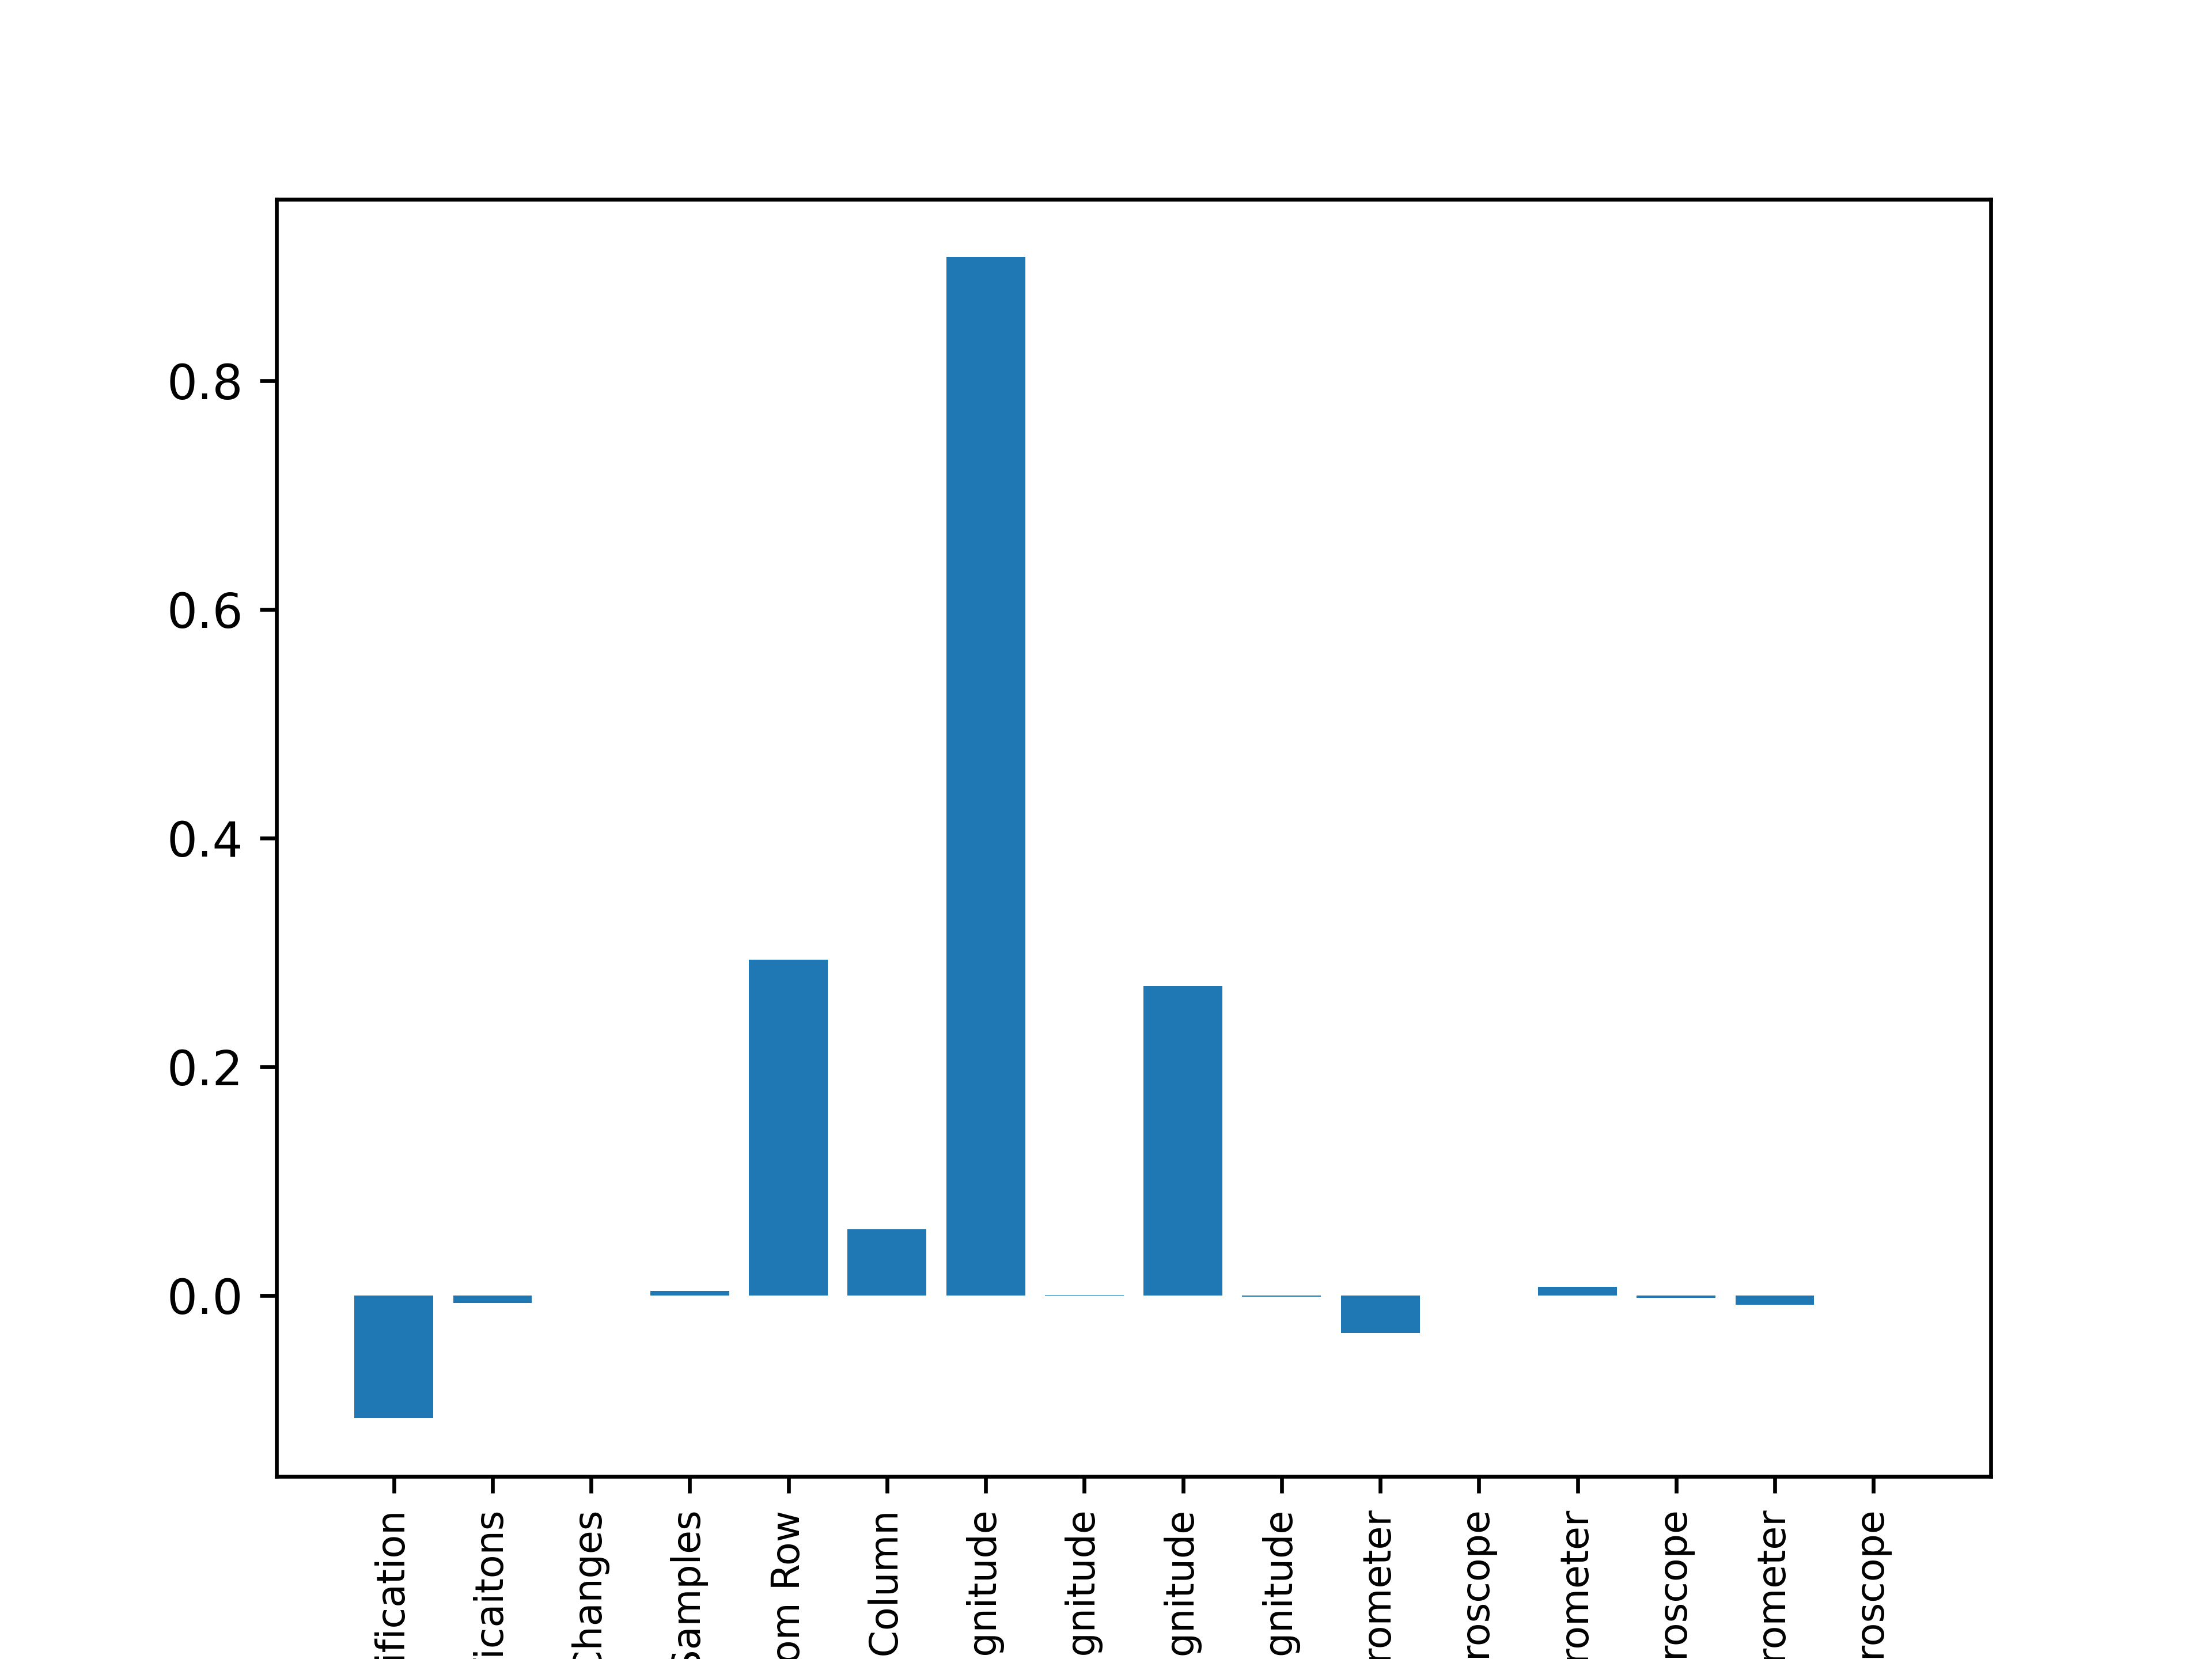 0.8
0.6
0.4
0.2
0.0
ification
icaitons
Changes
Samples
om Row
Column
gnitude
gnitude
gnitude
gnitude
rometer
roscope
rometer
roscope
rometer
roscope